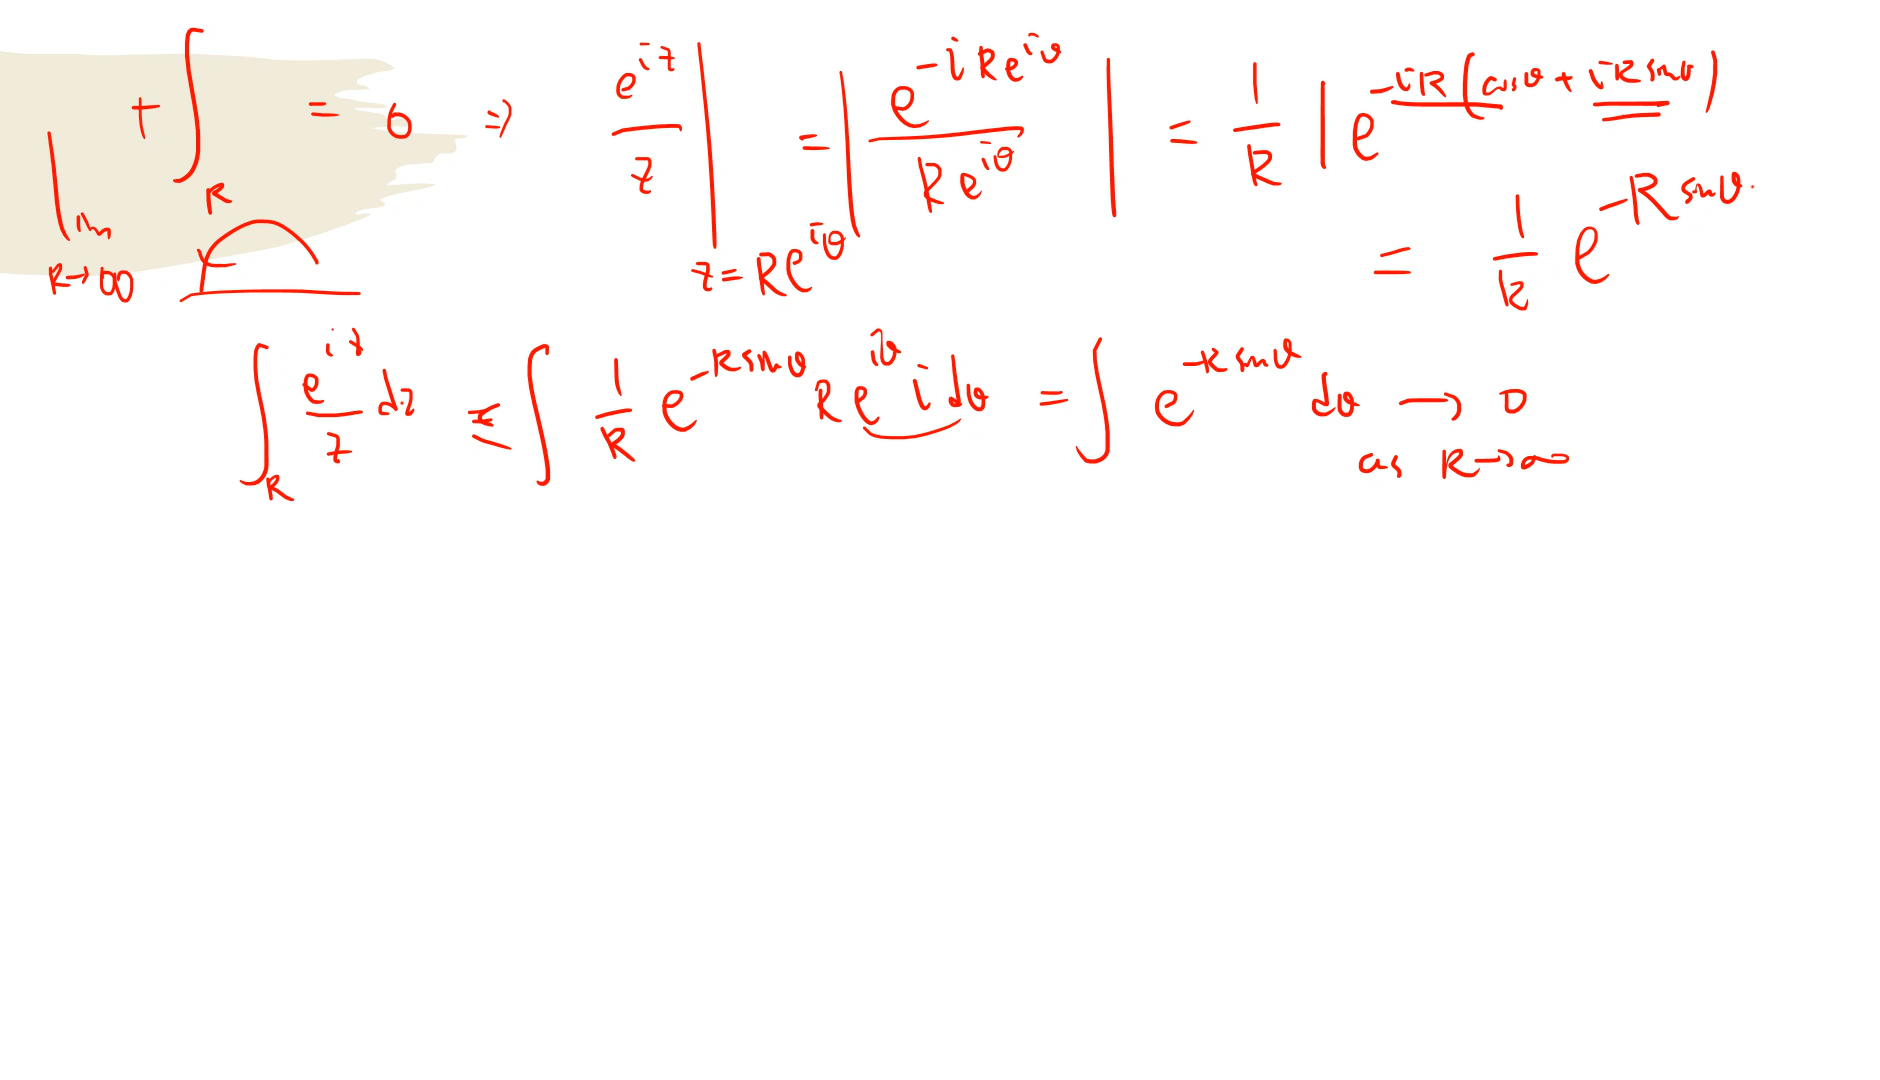 lim R→∞ + ∫_R = 0 ⇒ e^{iz}/z |_{z=Re^{iθ}} = | e^{-iRe^{iθ}} / Re^{iθ} | = 1/R | e^{-iR(cosθ + iR sinθ)}
= 1/R e^{-R sinθ}.
∫_R e^{iz}/z dz ≤ ∫ 1/R e^{-R sinθ} R e^{iθ} i dθ = ∫ e^{-R sinθ} dθ → 0
as R→∞